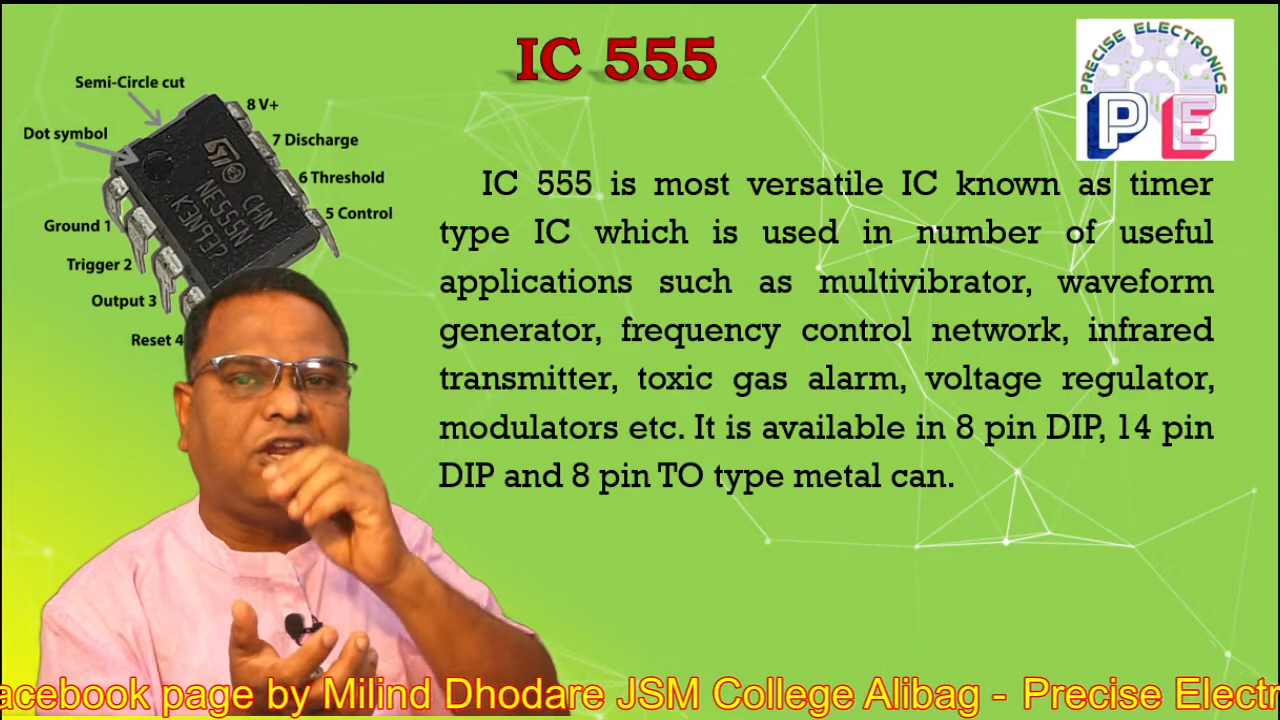 IC 555
PRECISE ELECTRONICS
PE
Semi-Circle cut
Dot symbol
8 V+
7 Discharge
6 Threshold
5 Control
Ground 1
Trigger 2
Output 3
Reset 4
CHN
NE555N
K3N93?
IC 555 is most versatile IC known as timer
type IC which is used in number of useful
applications such as multivibrator, waveform
generator, frequency control network, infrared
transmitter, toxic gas alarm, voltage regulator,
modulators etc. It is available in 8 pin DIP, 14 pin
DIP and 8 pin TO type metal can.
acebook page by Milind Dhodare JSM College Alibag - Precise Electr